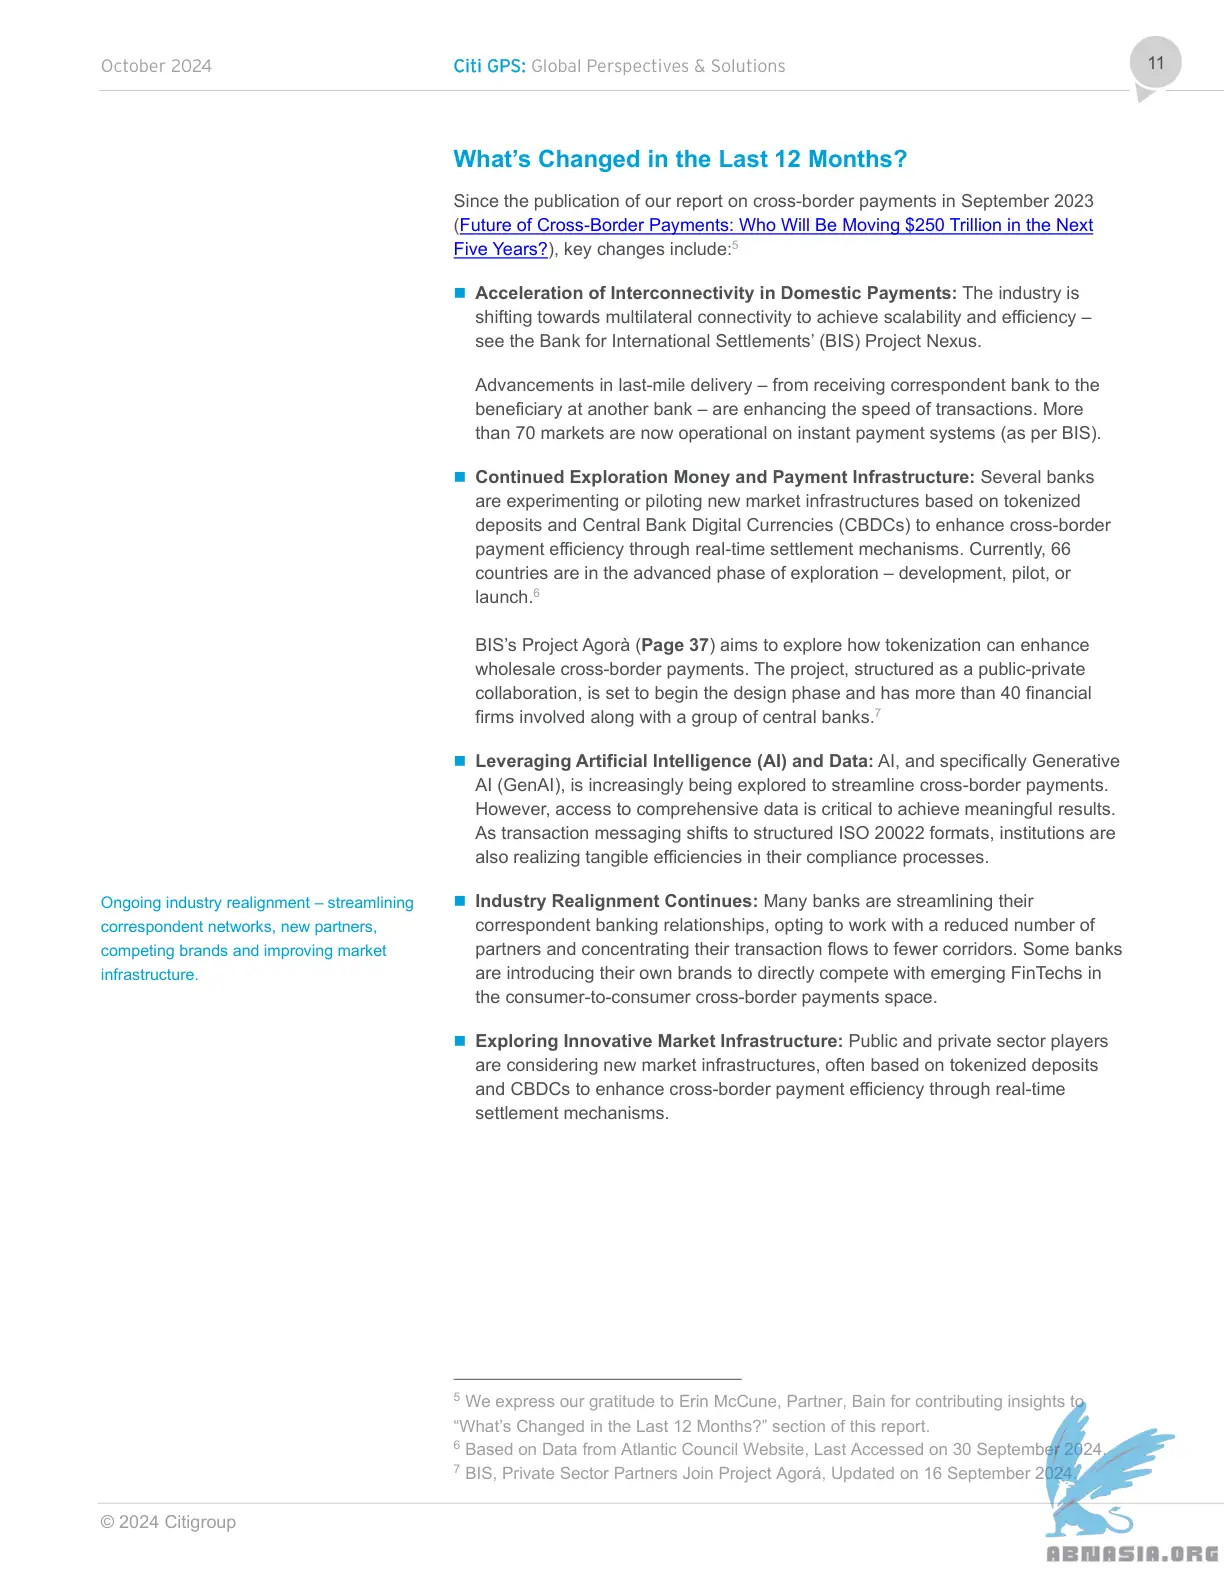 October 2024
Citi GPS: Global Perspectives & Solutions
11
What's Changed in the Last 12 Months?
Since the publication of our report on cross-border payments in September 2023
(Future of Cross-Border Payments: Who Will Be Moving $250 Trillion in the Next
Five Years?), key changes include:5
■ Acceleration of Interconnectivity in Domestic Payments: The industry is
shifting towards multilateral connectivity to achieve scalability and efficiency –
see the Bank for International Settlements' (BIS) Project Nexus.
Advancements in last-mile delivery – from receiving correspondent bank to the
beneficiary at another bank – are enhancing the speed of transactions. More
than 70 markets are now operational on instant payment systems (as per BIS).
■ Continued Exploration Money and Payment Infrastructure: Several banks
are experimenting or piloting new market infrastructures based on tokenized
deposits and Central Bank Digital Currencies (CBDCs) to enhance cross-border
payment efficiency through real-time settlement mechanisms. Currently, 66
countries are in the advanced phase of exploration – development, pilot, or
launch.6
BIS's Project Agorà (Page 37) aims to explore how tokenization can enhance
wholesale cross-border payments. The project, structured as a public-private
collaboration, is set to begin the design phase and has more than 40 financial
firms involved along with a group of central banks.7
■ Leveraging Artificial Intelligence (AI) and Data: AI, and specifically Generative
AI (GenAI), is increasingly being explored to streamline cross-border payments.
However, access to comprehensive data is critical to achieve meaningful results.
As transaction messaging shifts to structured ISO 20022 formats, institutions are
also realizing tangible efficiencies in their compliance processes.
Ongoing industry realignment – streamlining
correspondent networks, new partners,
competing brands and improving market
infrastructure.
■ Industry Realignment Continues: Many banks are streamlining their
correspondent banking relationships, opting to work with a reduced number of
partners and concentrating their transaction flows to fewer corridors. Some banks
are introducing their own brands to directly compete with emerging FinTechs in
the consumer-to-consumer cross-border payments space.
■ Exploring Innovative Market Infrastructure: Public and private sector players
are considering new market infrastructures, often based on tokenized deposits
and CBDCs to enhance cross-border payment efficiency through real-time
settlement mechanisms.
5 We express our gratitude to Erin McCune, Partner, Bain for contributing insights to
“What's Changed in the Last 12 Months?” section of this report.
6 Based on Data from Atlantic Council Website, Last Accessed on 30 September 2024.
7 BIS, Private Sector Partners Join Project Agorá, Updated on 16 September 2024.
© 2024 Citigroup
ABNASIA.ORG